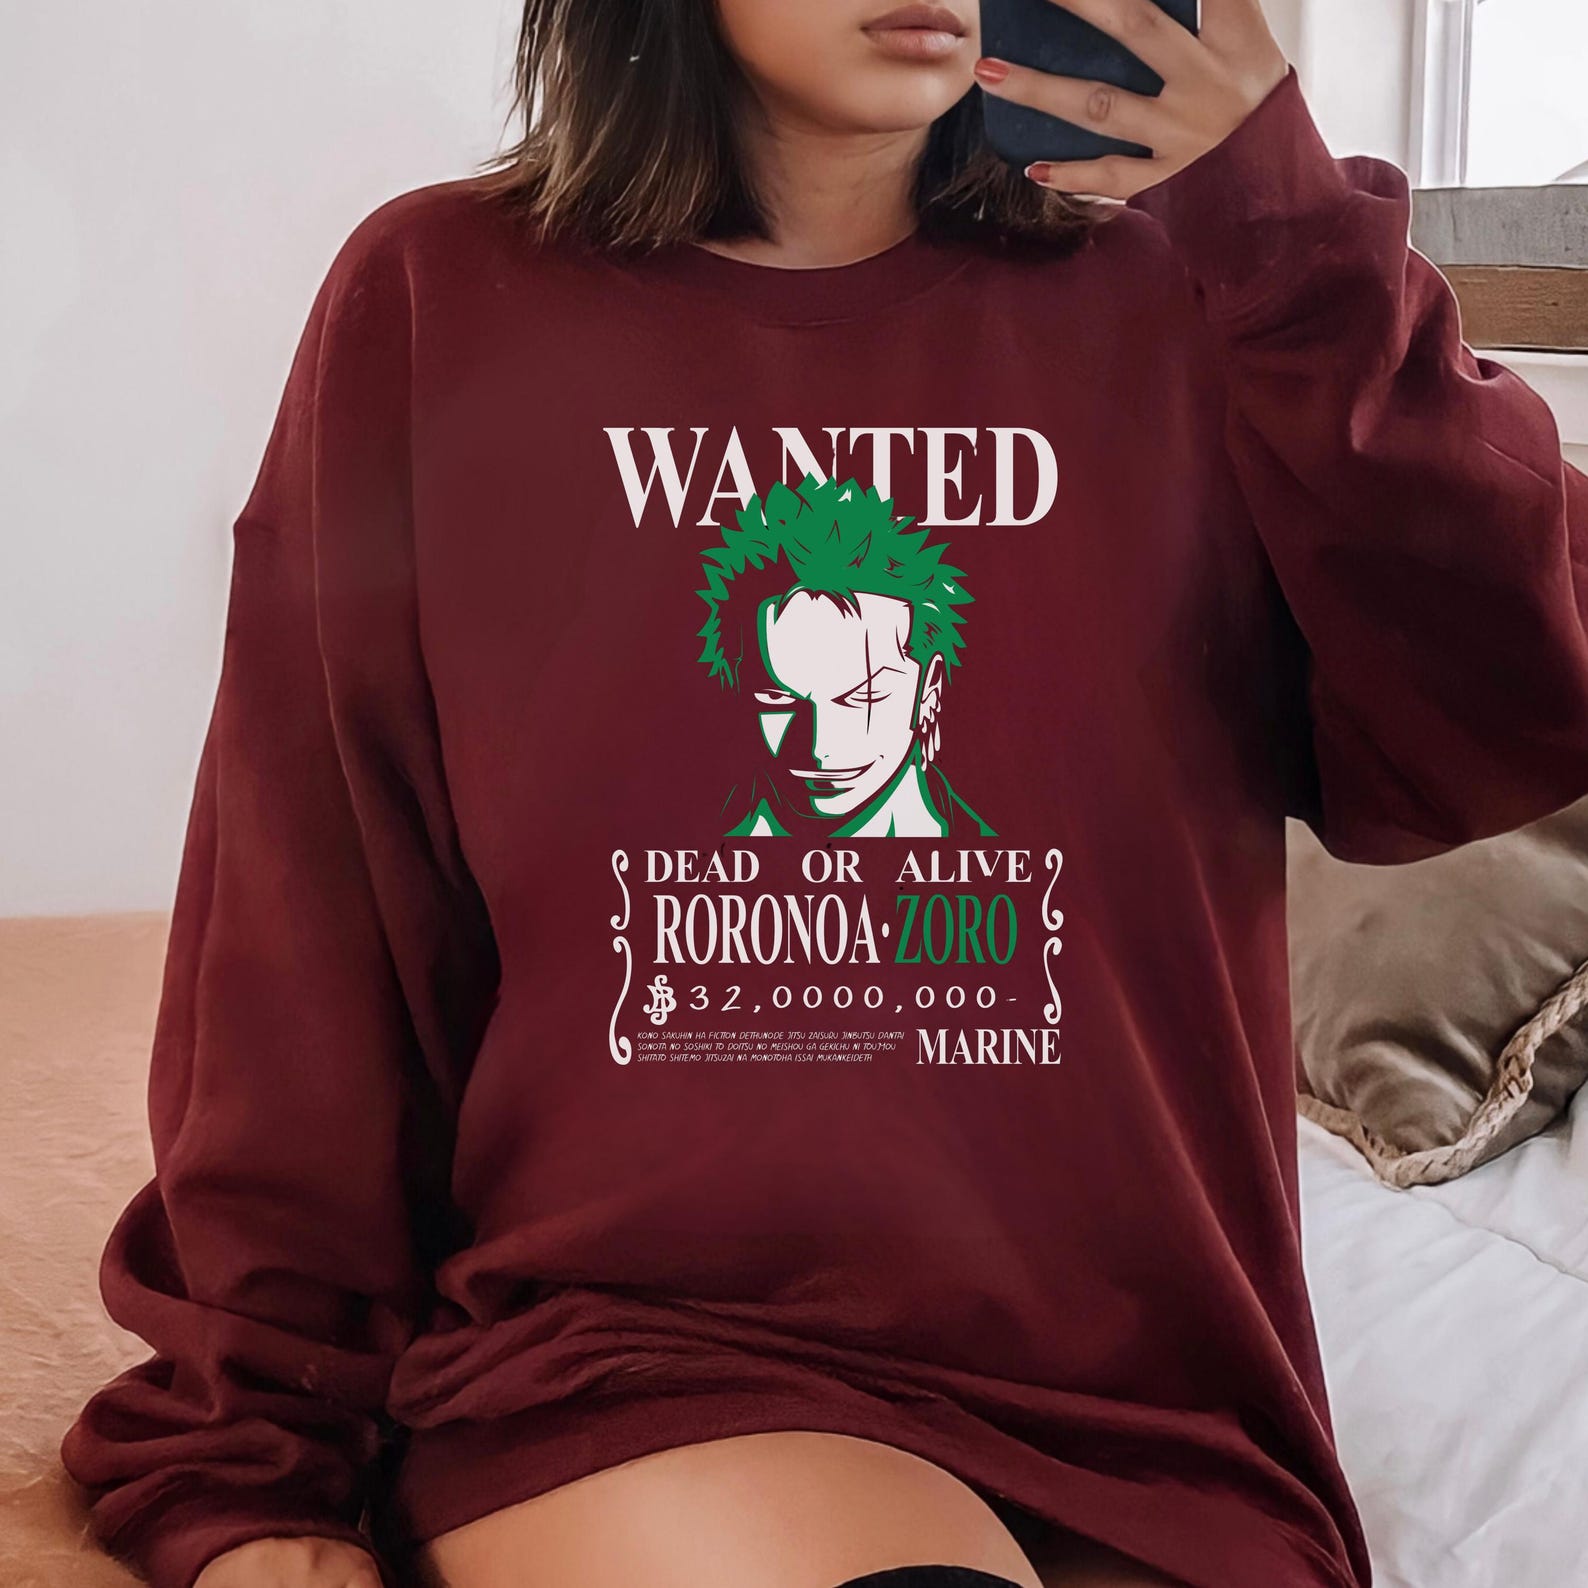 WANTED
DEAD OR ALIVE
RORONOA·ZORO
฿32,0000,000-
KONO SAKUHIN HA FICTION DETHUNODE JITSU ZAISURU JINBUTSU DANTAI
SONOTA NO SOSHIKI TO DOITSU NO MEISHOU GA GEKICHU NI TOUJYOU
SHITATO SHITEMO JITSUZAI NA MONOTOHA ISSAI MUKANKEIDETH
MARINE